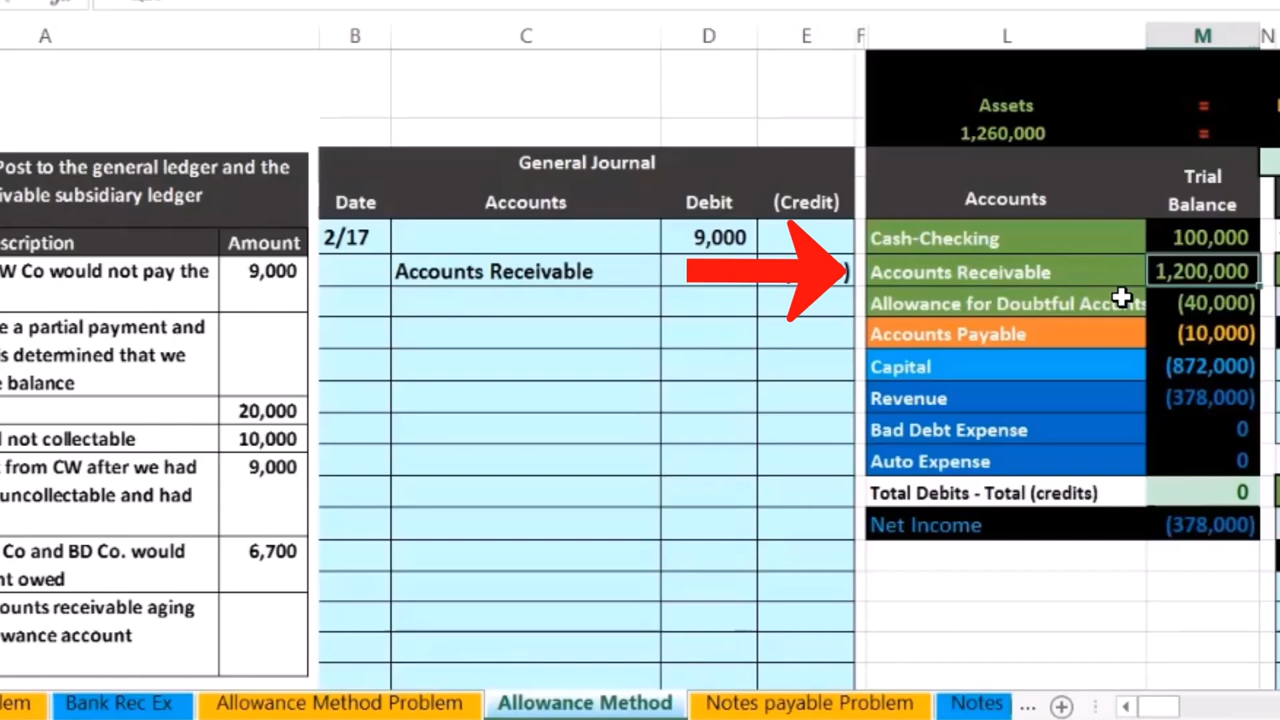 A B C D E F L M N
Assets =
1,260,000 =
Post to the general ledger and the
ivable subsidiary ledger
scription Amount
W Co would not pay the 9,000
e a partial payment and
is determined that we
e balance
20,000
l not collectable 10,000
t from CW after we had 9,000
uncollectable and had
Co and BD Co. would 6,700
nt owed
ounts receivable aging
wance account
General Journal
Date Accounts Debit (Credit)
2/17 9,000
Accounts Receivable )
Accounts Trial
Balance
Cash-Checking 100,000
Accounts Receivable 1,200,000
Allowance for Doubtful Accounts (40,000)
Accounts Payable (10,000)
Capital (872,000)
Revenue (378,000)
Bad Debt Expense 0
Auto Expense 0
Total Debits - Total (credits) 0
Net Income (378,000)
blem Bank Rec Ex Allowance Method Problem Allowance Method Notes payable Problem Notes ...